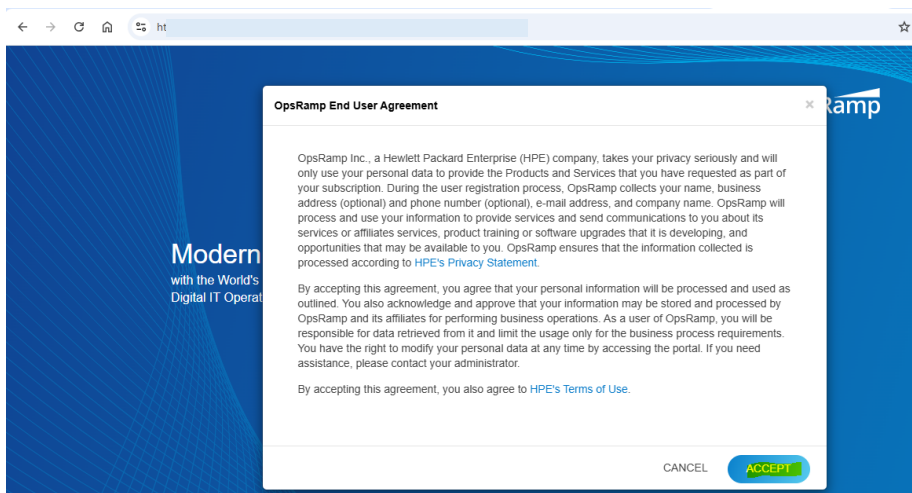 ht
OpsRamp End User Agreement
×
Ramp
OpsRamp Inc., a Hewlett Packard Enterprise (HPE) company, takes your privacy seriously and will
only use your personal data to provide the Products and Services that you have requested as part of
your subscription. During the user registration process, OpsRamp collects your name, business
address (optional) and phone number (optional), e-mail address, and company name. OpsRamp will
process and use your information to provide services and send communications to you about its
services or affiliates services, product training or software upgrades that it is developing, and
opportunities that may be available to you. OpsRamp ensures that the information collected is
processed according to HPE's Privacy Statement.
Modern
with the World's
Digital IT Operat
By accepting this agreement, you agree that your personal information will be processed and used as
outlined. You also acknowledge and approve that your information may be stored and processed by
OpsRamp and its affiliates for performing business operations. As a user of OpsRamp, you will be
responsible for data retrieved from it and limit the usage only for the business process requirements.
You have the right to modify your personal data at any time by accessing the portal. If you need
assistance, please contact your administrator.
By accepting this agreement, you also agree to HPE's Terms of Use.
CANCEL
ACCEPT